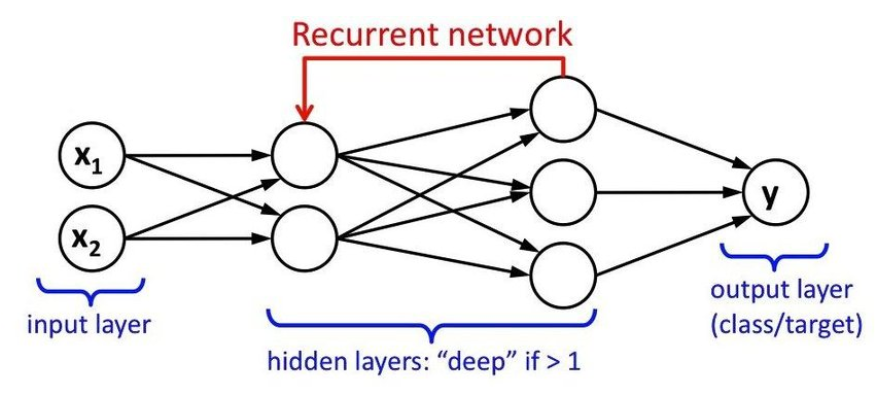 Recurrent network
x₁
x₂
y
input layer
hidden layers: “deep” if > 1
output layer
(class/target)